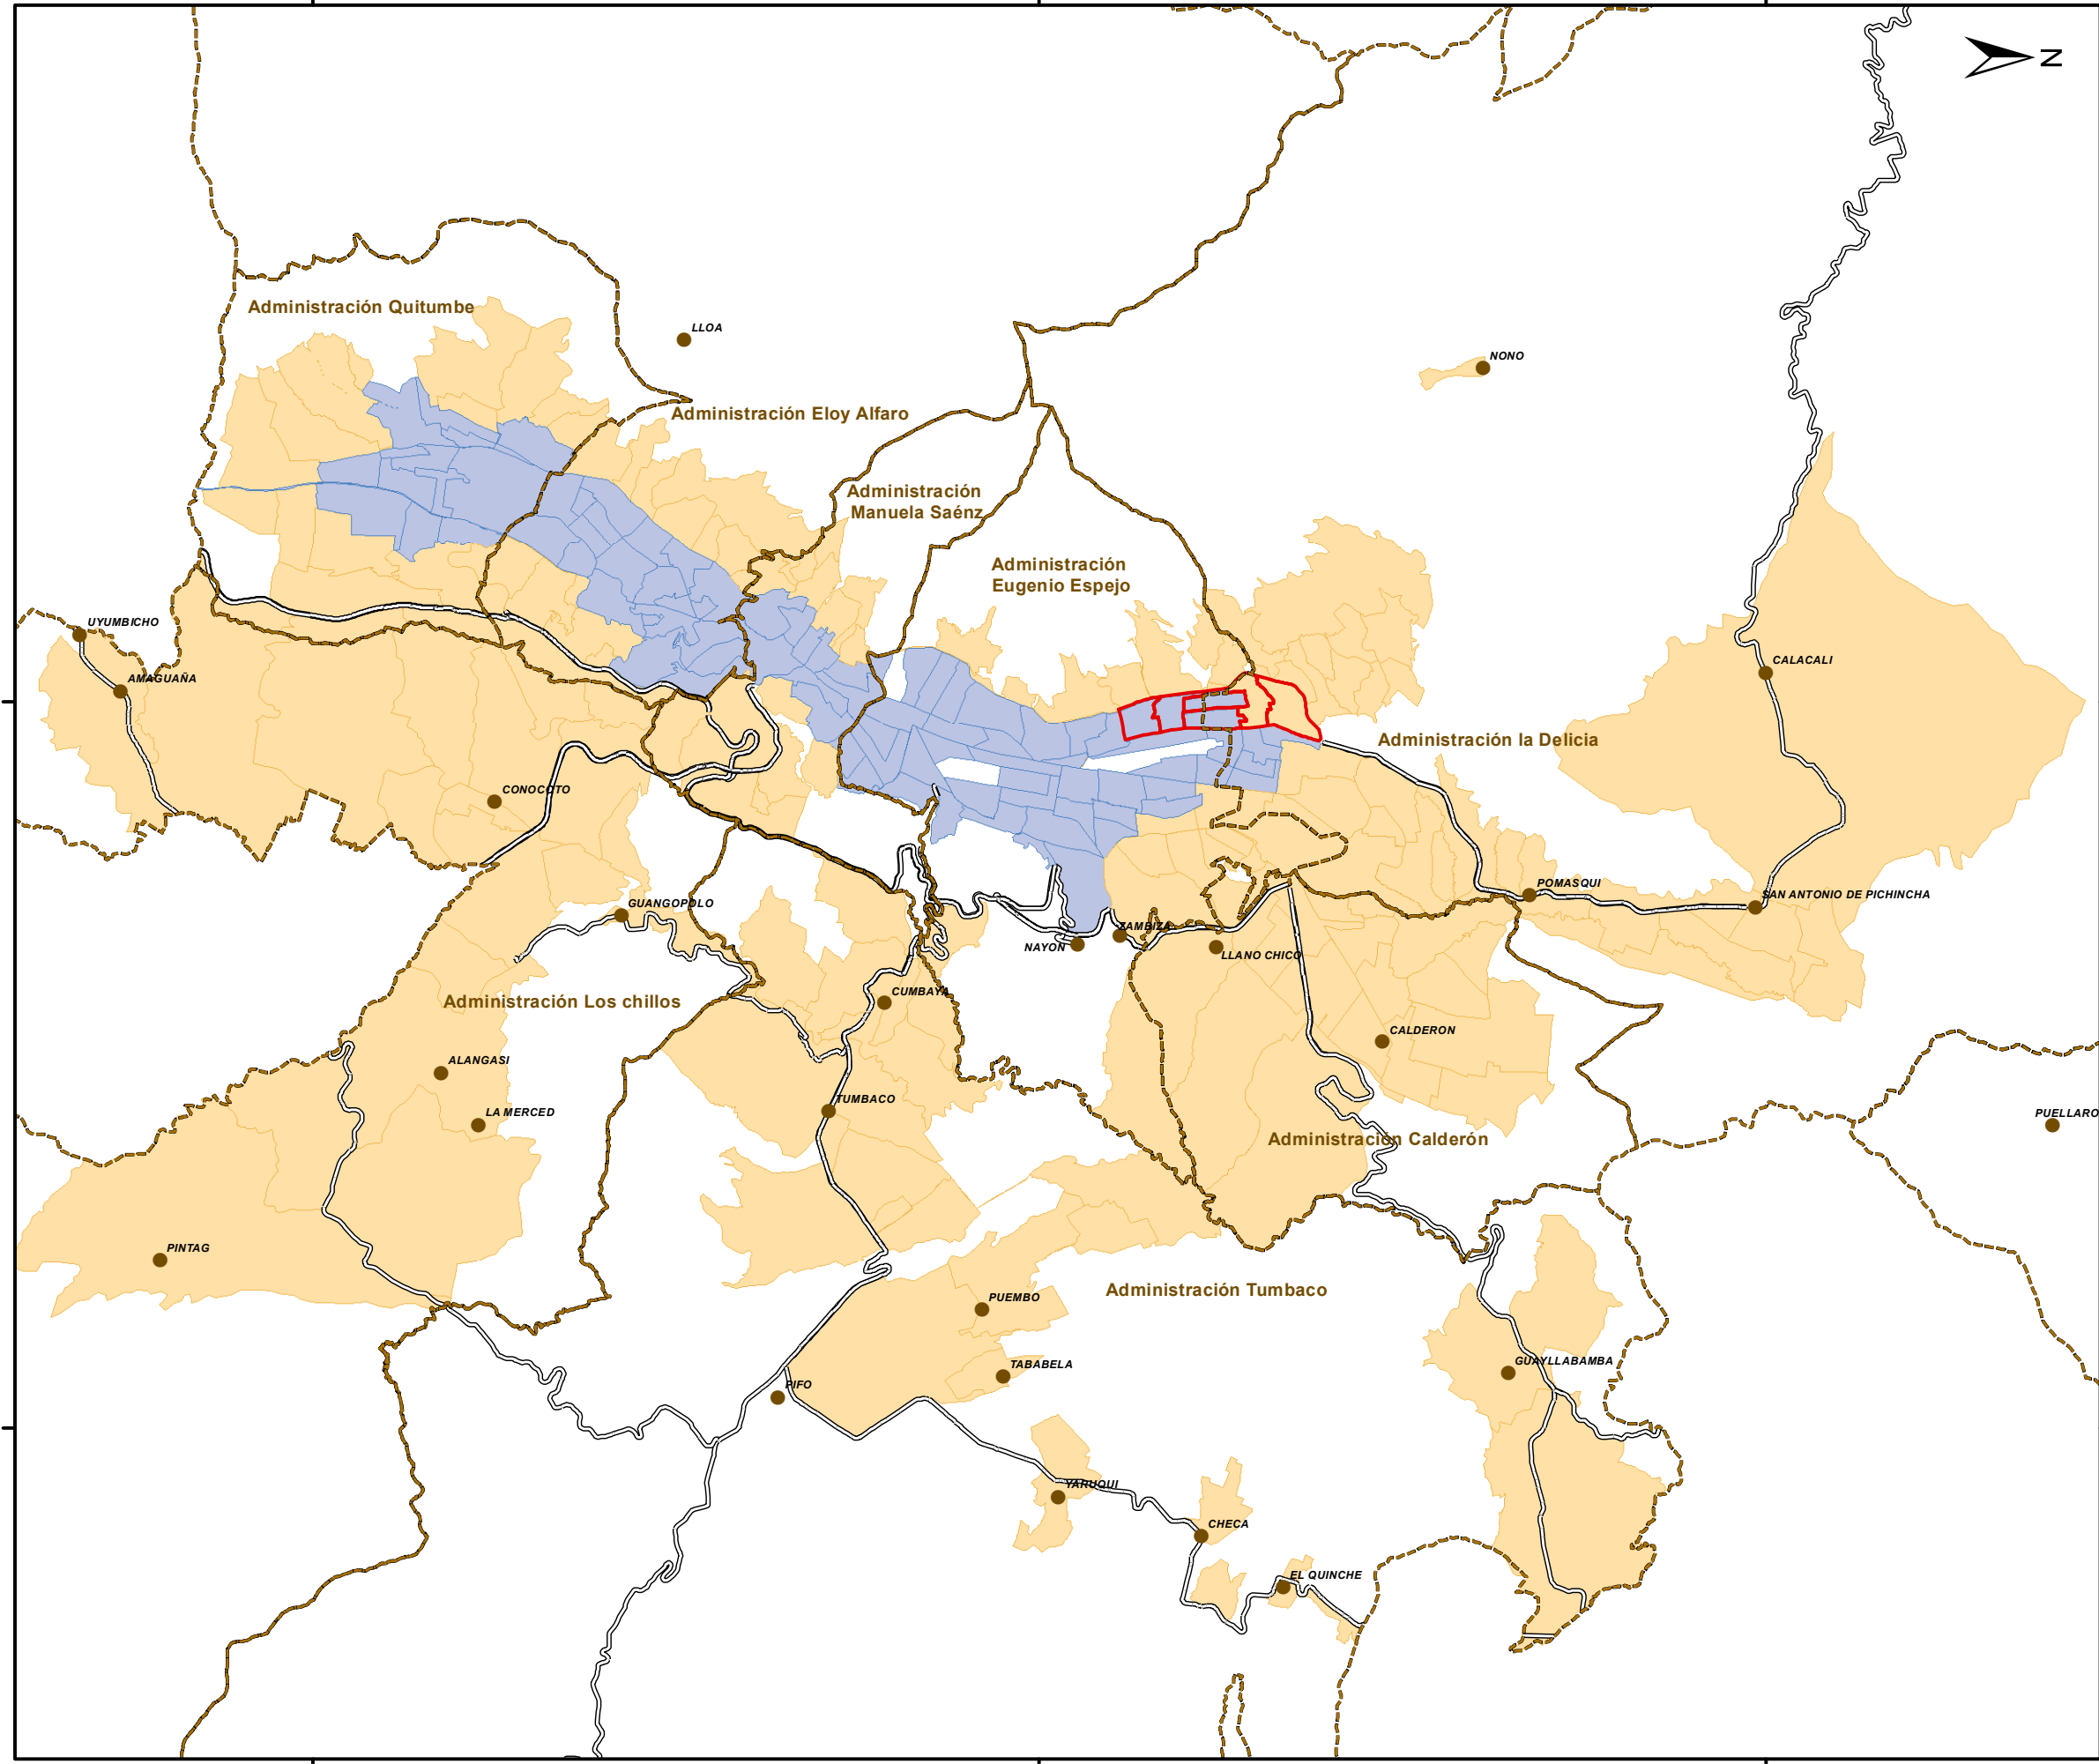 N
Administración Quitumbe
LLOA
NONO
Administración Eloy Alfaro
Administración
Manuela Saénz
Administración
Eugenio Espejo
UYUMBICHO
CALACALI
AMAGUAÑA
Administración la Delicia
CONOCOTO
POMASQUI
SAN ANTONIO DE PICHINCHA
GUANGOPOLO
ZAMBIZA
NAYON
LLANO CHICO
CUMBAYA
Administración Los chillos
CALDERON
ALANGASI
TUMBACO
LA MERCED
PUELLARO
Administración Calderón
PINTAG
Administración Tumbaco
PUEMBO
TABABELA
GUAYLLABAMBA
PIFO
YARUQUI
CHECA
EL QUINCHE